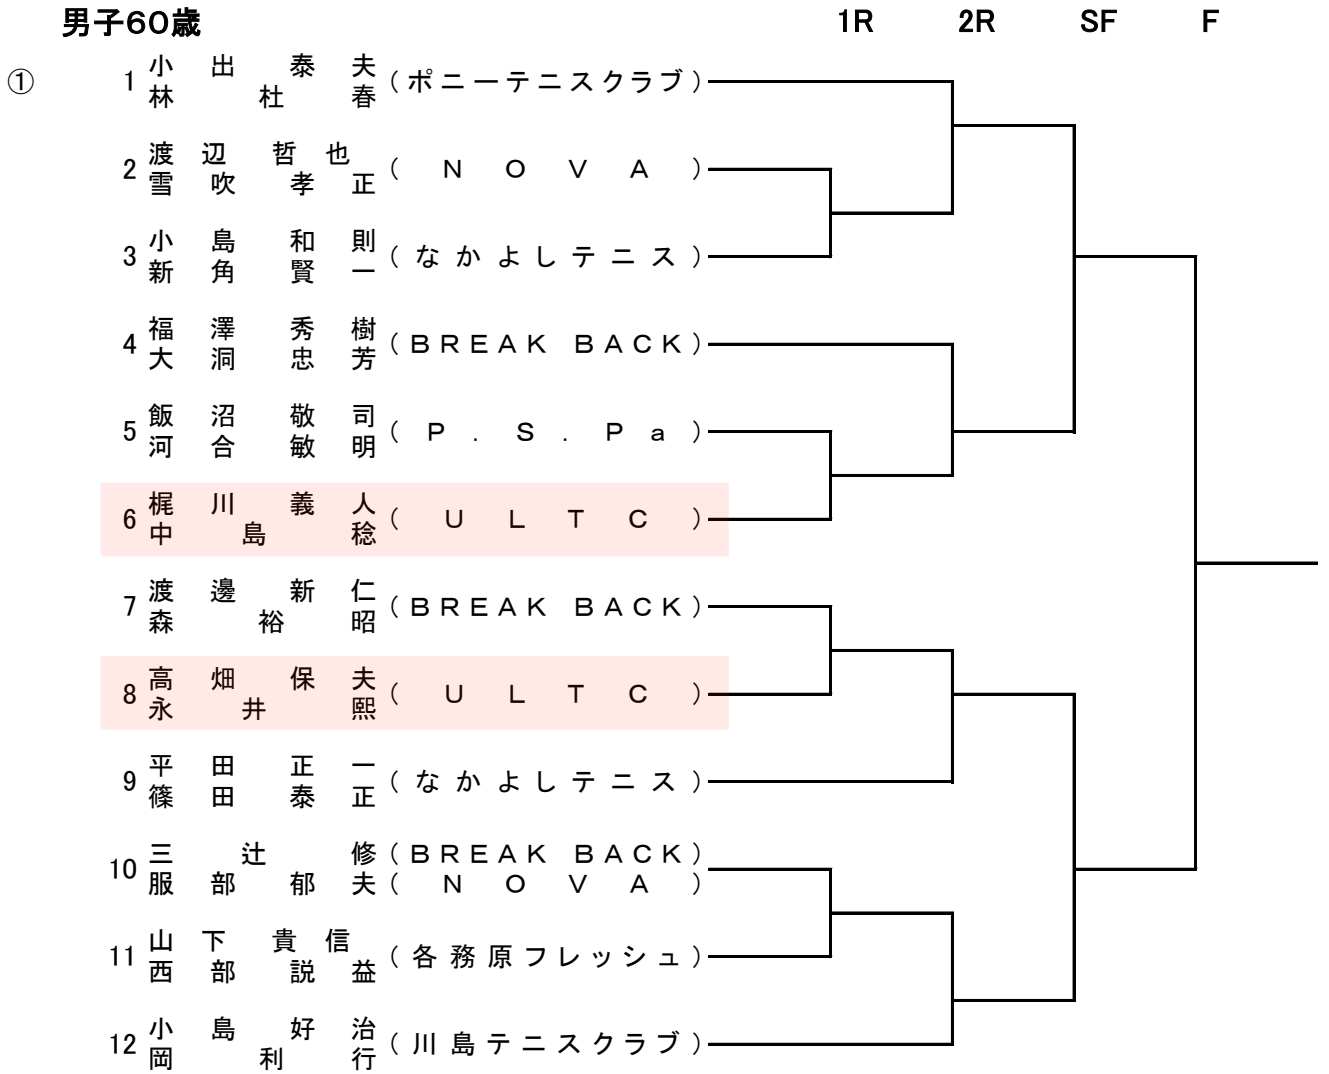 男子60歳 1R 2R SF F
① 1 小出泰夫 (ポニーテニスクラブ)
林杜春
2 渡辺哲也 (NOVA)
雪吹孝正
3 小島和則 (なかよしテニス)
新角賢一
4 福澤秀樹 (BREAK BACK)
大洞忠芳
5 飯沼敬司 (P.S.Pa)
河合敏明
6 梶川義人 (ULTC)
中島稔
7 渡邊新仁 (BREAK BACK)
森裕昭
8 高畑保夫 (ULTC)
永井熙
9 平田正一 (なかよしテニス)
篠田泰正
10 三辻修 (BREAK BACK)
服部郁夫 (NOVA)
11 山下貴信 (各務原フレッシュ)
西部説益
12 小島好治 (川島テニスクラブ)
岡利行